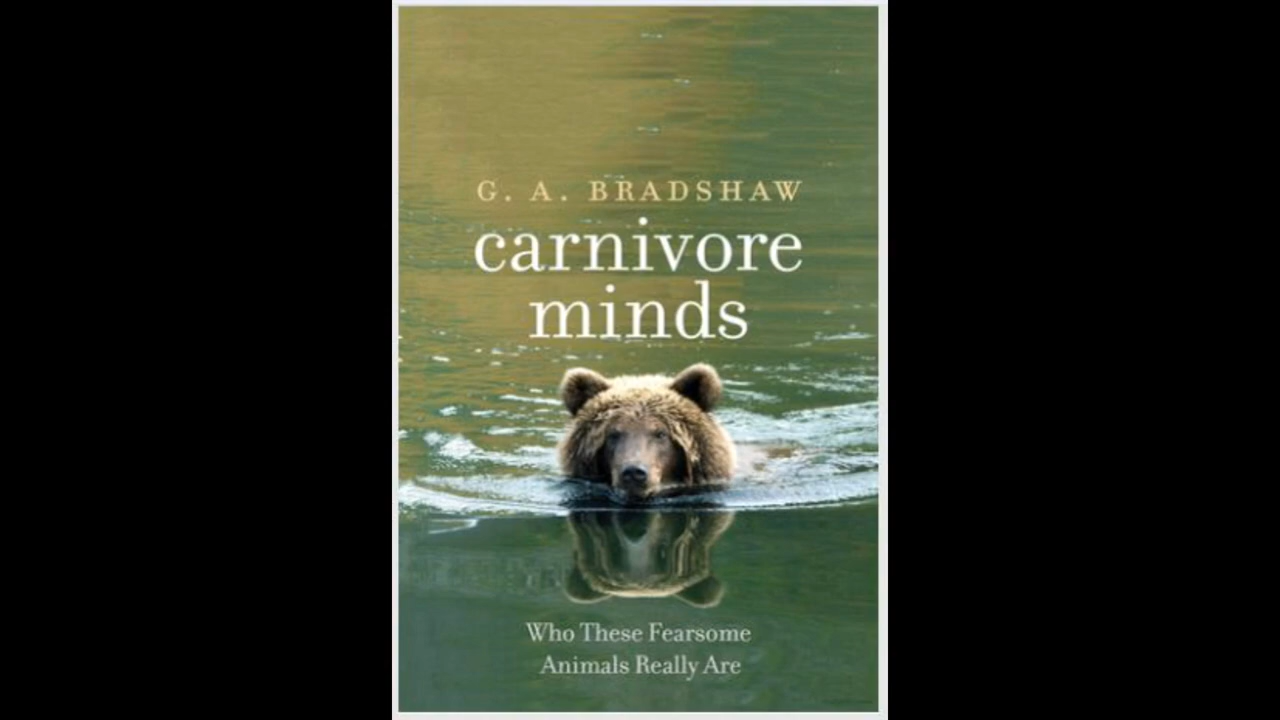 G. A. BRADSHAW
carnivore
minds
Who These Fearsome
Animals Really Are